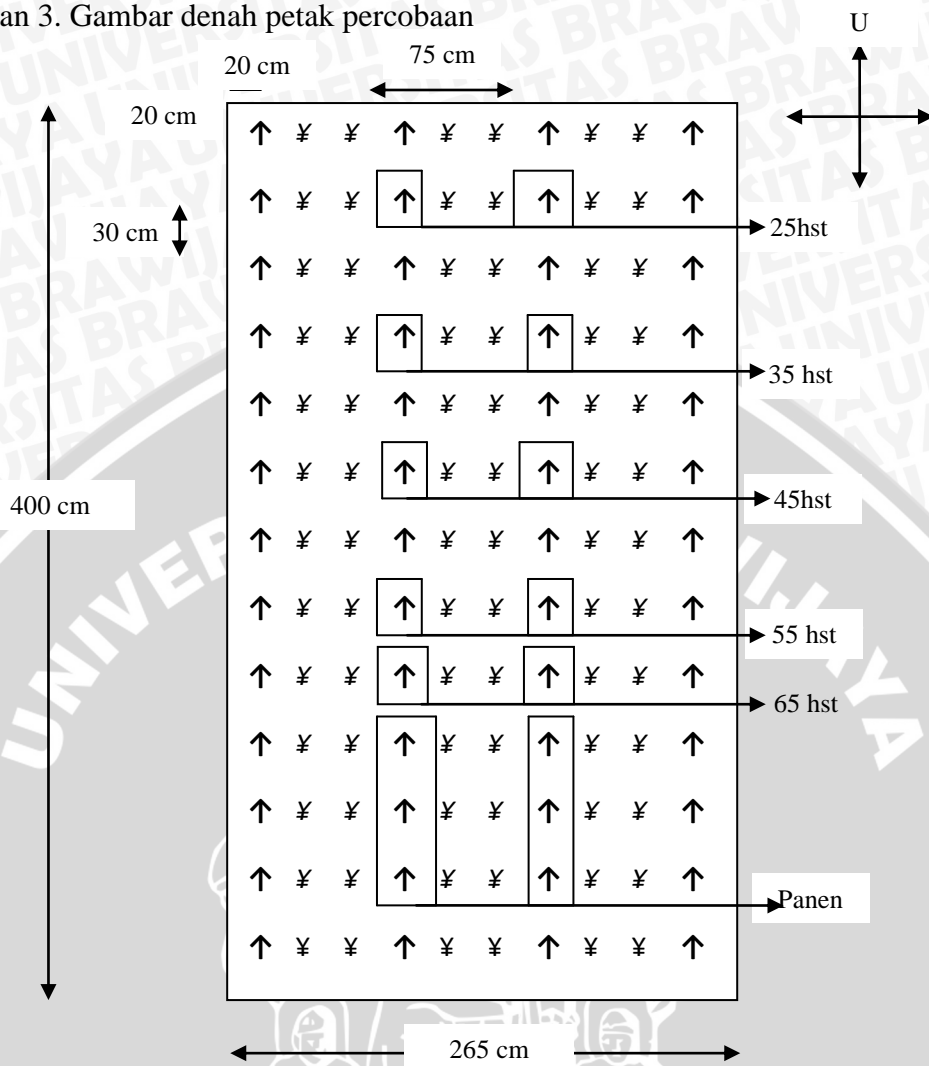 an 3. Gambar denah petak percobaan
U
75 cm
20 cm
20 cm
↑ ¥ ¥ ↑ ¥ ¥ ↑ ¥ ¥ ↑
↑ ¥ ¥ ↑ ¥ ¥ ↑ ¥ ¥ ↑
25hst
30 cm
↑ ¥ ¥ ↑ ¥ ¥ ↑ ¥ ¥ ↑
↑ ¥ ¥ ↑ ¥ ¥ ↑ ¥ ¥ ↑
35 hst
↑ ¥ ¥ ↑ ¥ ¥ ↑ ¥ ¥ ↑
↑ ¥ ¥ ↑ ¥ ¥ ↑ ¥ ¥ ↑
400 cm
45hst
↑ ¥ ¥ ↑ ¥ ¥ ↑ ¥ ¥ ↑
↑ ¥ ¥ ↑ ¥ ¥ ↑ ¥ ¥ ↑
55 hst
↑ ¥ ¥ ↑ ¥ ¥ ↑ ¥ ¥ ↑
65 hst
↑ ¥ ¥ ↑ ¥ ¥ ↑ ¥ ¥ ↑
↑ ¥ ¥ ↑ ¥ ¥ ↑ ¥ ¥ ↑
↑ ¥ ¥ ↑ ¥ ¥ ↑ ¥ ¥ ↑
Panen
↑ ¥ ¥ ↑ ¥ ¥ ↑ ¥ ¥ ↑
265 cm